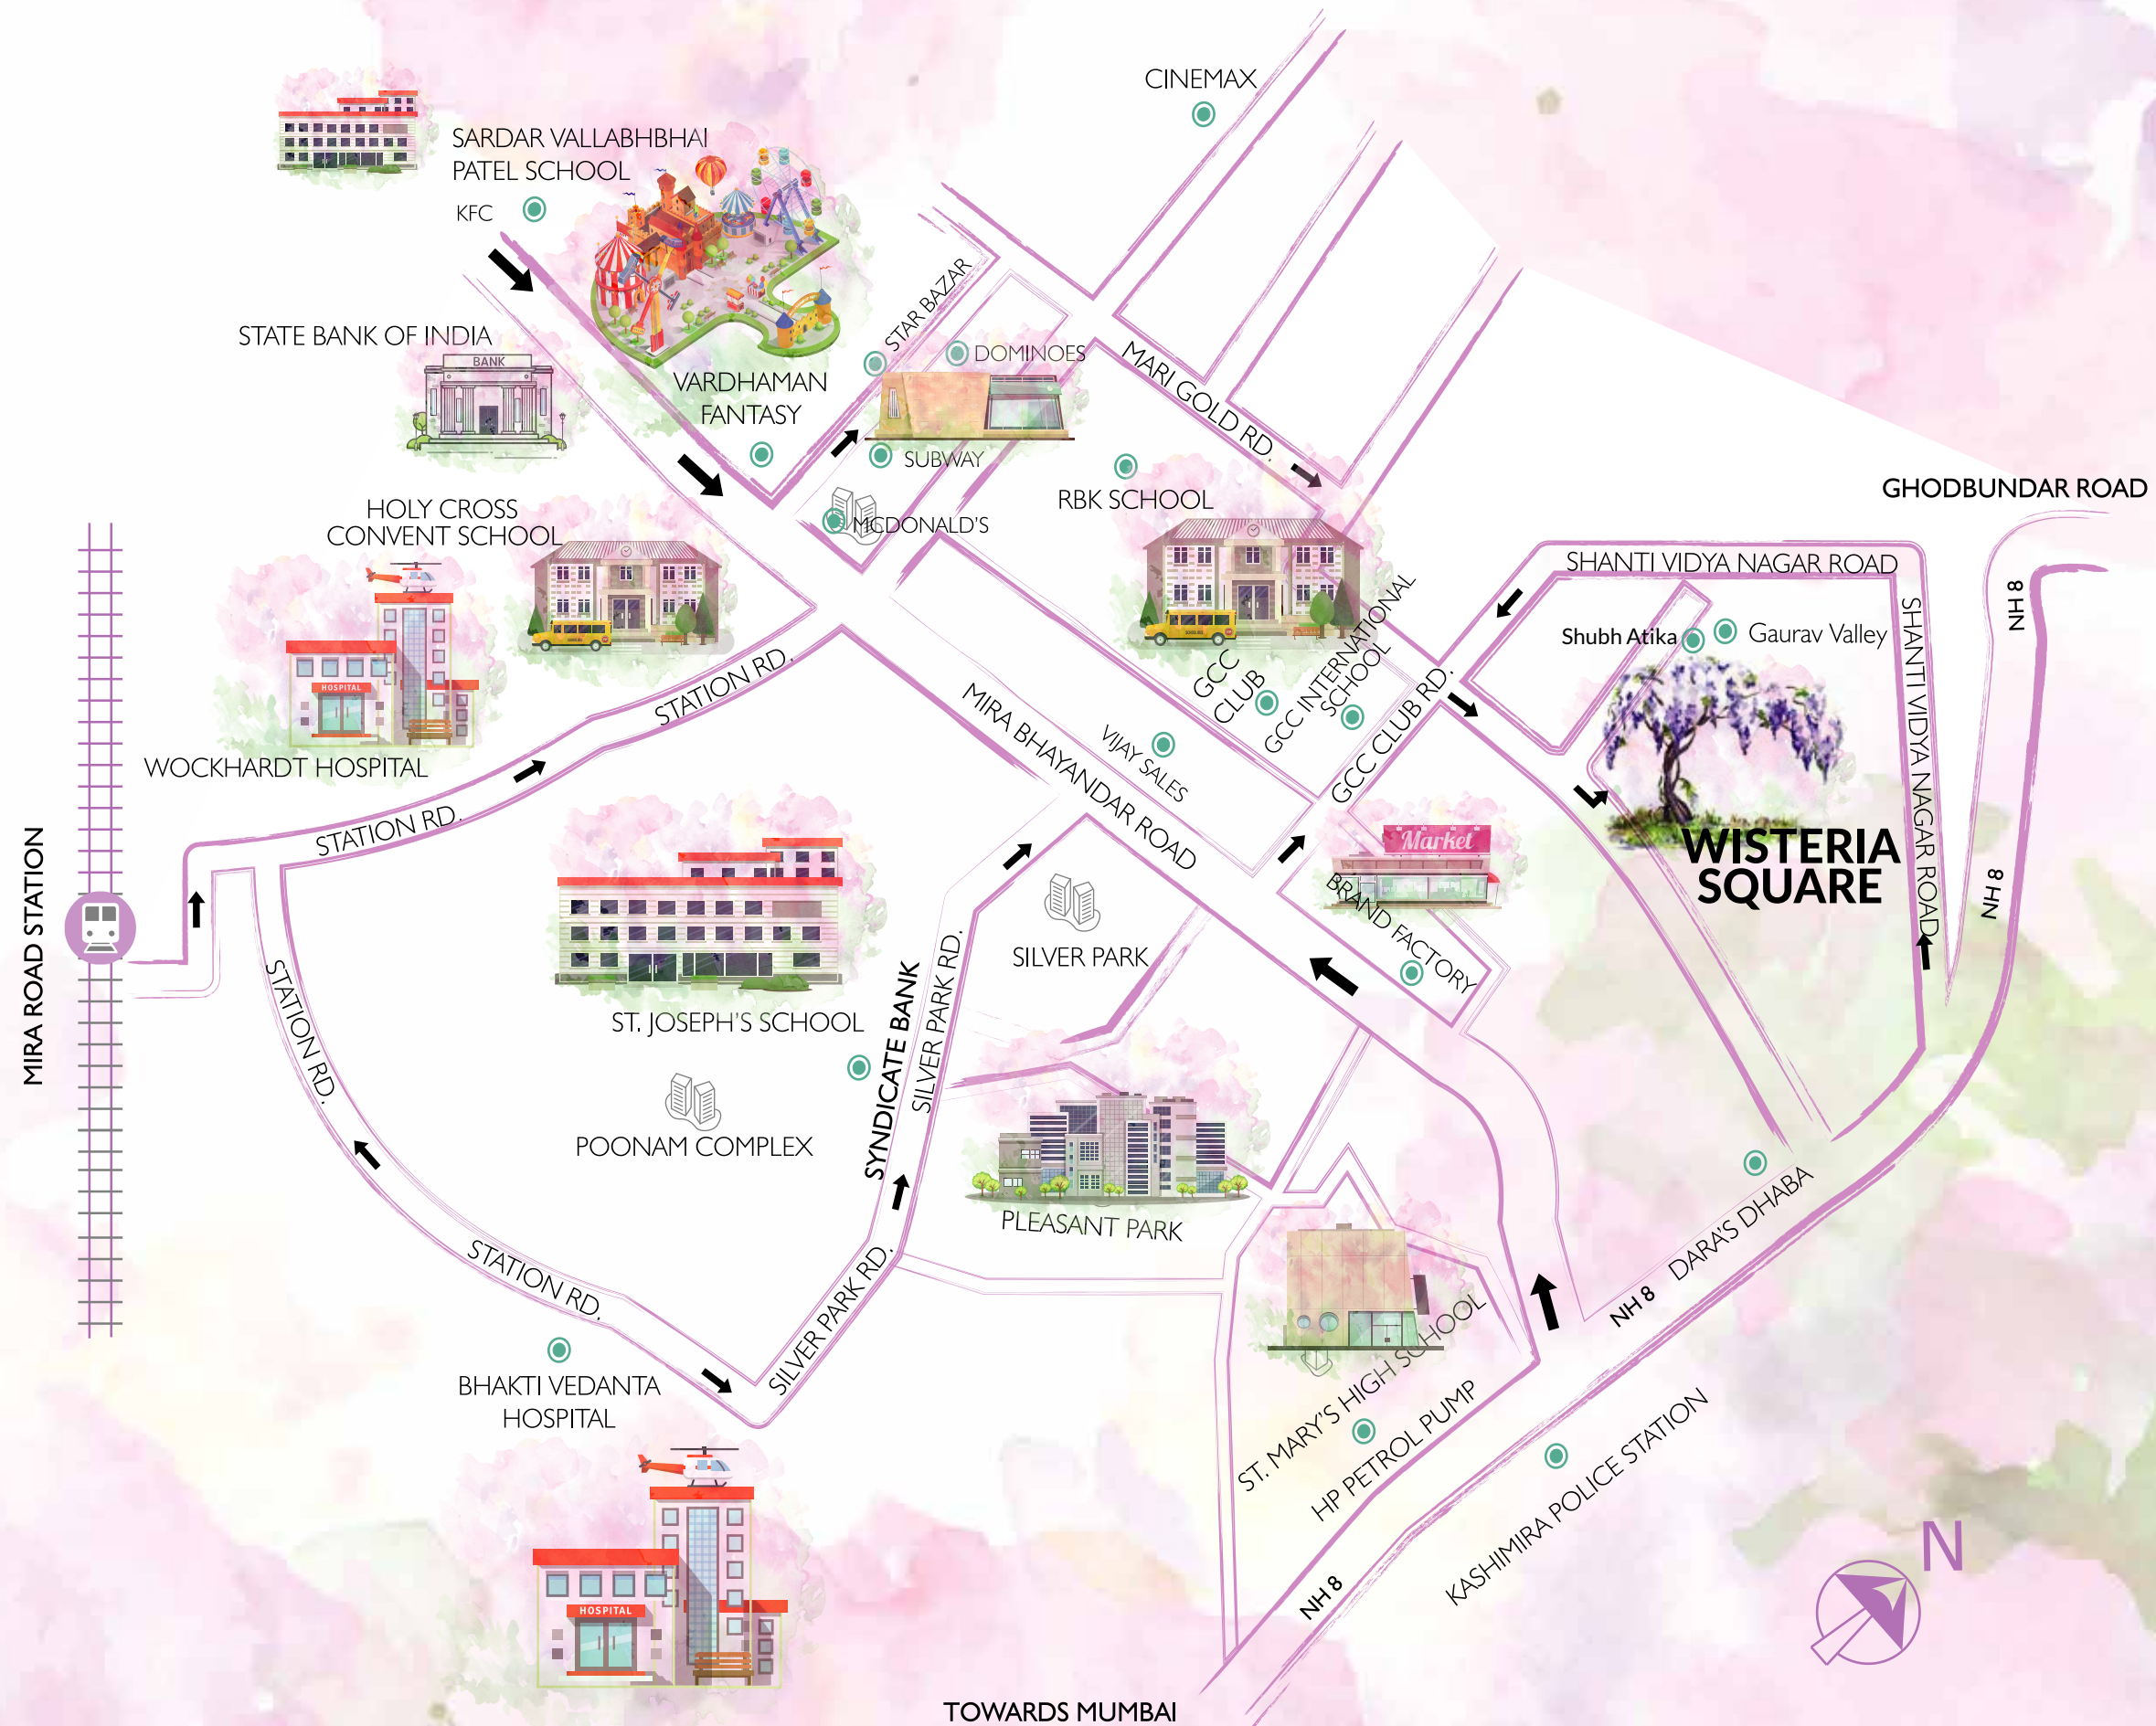 CINEMAX
SARDAR VALLABHBHAI
PATEL SCHOOL
KFC
STAR BAZAR
STATE BANK OF INDIA
BANK
DOMINOES
VARDHAMAN
FANTASY
MARI GOLD RD.
SUBWAY
RBK SCHOOL
GHODBUNDAR ROAD
HOLY CROSS
CONVENT SCHOOL
MCDONALD'S
SHANTI VIDYA NAGAR ROAD
NH 8
Shubh Atika
Gaurav Valley
HOSPITAL
STATION RD.
GCC
CLUB
GCC INTERNATIONAL
SCHOOL
GCC CLUB RD.
SHANTI VIDYA NAGAR ROAD
MIRA BHAYANDAR ROAD
VIJAY SALES
WOCKHARDT HOSPITAL
STATION RD.
Market
WISTERIA
SQUARE
BRAND FACTORY
NH 8
MIRA ROAD STATION
SILVER PARK
ST. JOSEPH'S SCHOOL
SYNDICATE BANK
SILVER PARK RD.
STATION RD.
POONAM COMPLEX
PLEASANT PARK
DARA'S DHABA
NH 8
STATION RD.
SILVER PARK RD.
BHAKTI VEDANTA
HOSPITAL
ST. MARY'S HIGH SCHOOL
HP PETROL PUMP
KASHIMIRA POLICE STATION
NH 8
HOSPITAL
N
TOWARDS MUMBAI